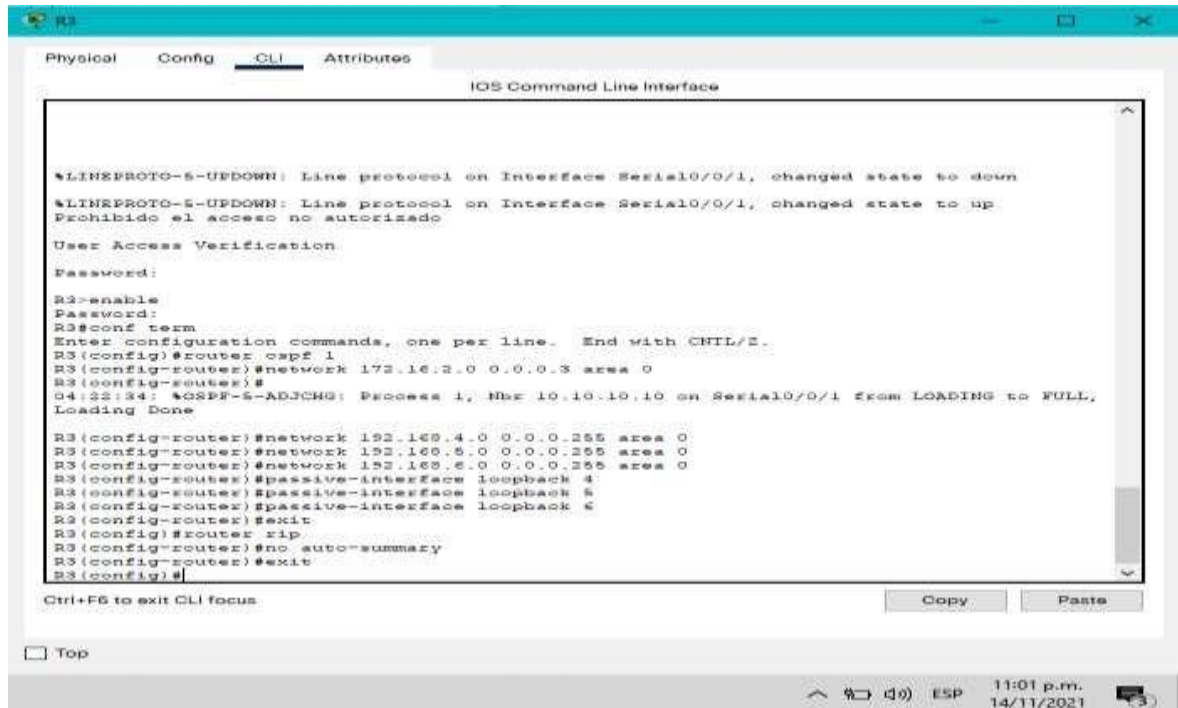 R3
Physical Config CLI Attributes
IOS Command Line Interface
%LINEPROTO-5-UPDOWN: Line protocol on Interface Serial0/0/1, changed state to down
%LINEPROTO-5-UPDOWN: Line protocol on Interface Serial0/0/1, changed state to up
Prohibido el acceso no autorizado
User Access Verification
Password:
R3>enable
Password:
R3#conf term
Enter configuration commands, one per line. End with CNTL/Z.
R3(config)#router ospf 1
R3(config-router)#network 172.16.2.0 0.0.0.3 area 0
R3(config-router)#
04:22:34: %OSPF-5-ADJCHG: Process 1, Nbr 10.10.10.10 on Serial0/0/1 from LOADING to FULL,
Loading Done
R3(config-router)#network 192.168.4.0 0.0.0.255 area 0
R3(config-router)#network 192.168.5.0 0.0.0.255 area 0
R3(config-router)#network 192.168.6.0 0.0.0.255 area 0
R3(config-router)#passive-interface loopback 4
R3(config-router)#passive-interface loopback 5
R3(config-router)#passive-interface loopback 6
R3(config-router)#exit
R3(config)#router rip
R3(config-router)#no auto-summary
R3(config-router)#exit
R3(config)#
Ctrl+F6 to exit CLI focus
Copy Paste
Top
ESP 11:01 p.m.
14/11/2021
3